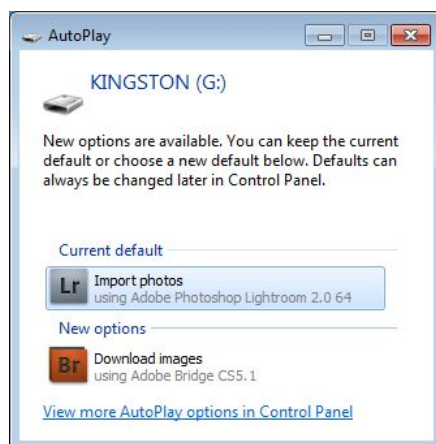 AutoPlay
KINGSTON (G:)
New options are available. You can keep the current
default or choose a new default below. Defaults can
always be changed later in Control Panel.
Current default
Lr Import photos
using Adobe Photoshop Lightroom 2.0 64
New options
Br Download images
using Adobe Bridge CS5.1
View more AutoPlay options in Control Panel